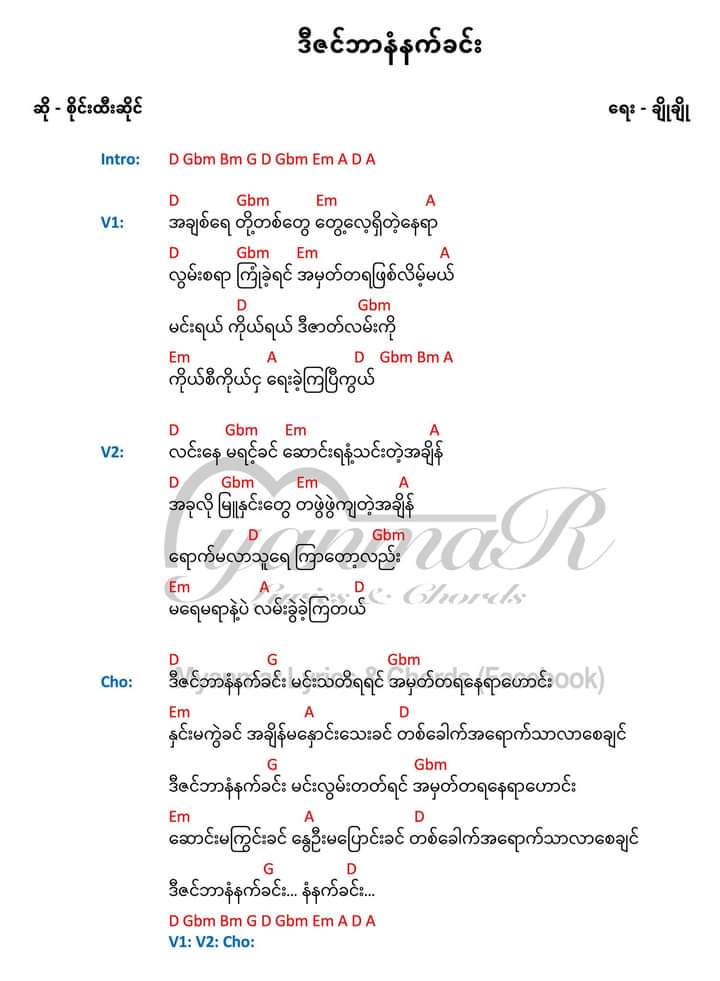 ဒီဇင်ဘာနံနက်ခင်း
ဆို - စိုင်းထီးဆိုင် ရေး - ချိုချို
Intro: D Gbm Bm G D Gbm Em A D A
D Gbm Em A
V1: အချစ်ရေ တို့တစ်တွေ တွေ့လေ့ရှိတဲ့နေရာ
D Gbm Em A
လွမ်းစရာ ကြုံခဲ့ရင် အမှတ်တရဖြစ်လိမ့်မယ်
D Gbm
မင်းရယ် ကိုယ်ရယ် ဒီဇာတ်လမ်းကို
Em A D Gbm Bm A
ကိုယ်စီကိုယ်ငှ ရေးခဲ့ကြပြီကွယ်
D Gbm Em A
V2: လင်းနေ မရင့်ခင် ဆောင်းရနံ့သင်းတဲ့အချိန်
D Gbm Em A
အခုလို မြူနှင်းတွေ တဖွဲဖွဲကျတဲ့အချိန်
D Gbm
ရောက်မလာသူရေ ကြာတော့လည်း
Em A D
မရေမရာနဲ့ပဲ လမ်းခွဲခဲ့ကြတယ်
MyanmaR
Lyrics & Chords
D G Gbm
Cho: ဒီဇင်ဘာနံနက်ခင်း မင်းသတိရရင် အမှတ်တရနေရာဟောင်း
Myanmar Lyrics & Chords (Facebook)
Em A D
နှင်းမကွဲခင် အချိန်မနှောင်းသေးခင် တစ်ခေါက်အရောက်သာလာစေချင်
G Gbm
ဒီဇင်ဘာနံနက်ခင်း မင်းလွမ်းတတ်ရင် အမှတ်တရနေရာဟောင်း
Em A D
ဆောင်းမကြွင်းခင် နွေဦးမပြောင်းခင် တစ်ခေါက်အရောက်သာလာစေချင်
G D
ဒီဇင်ဘာနံနက်ခင်း... နံနက်ခင်း...
D Gbm Bm G D Gbm Em A D A
V1: V2: Cho: